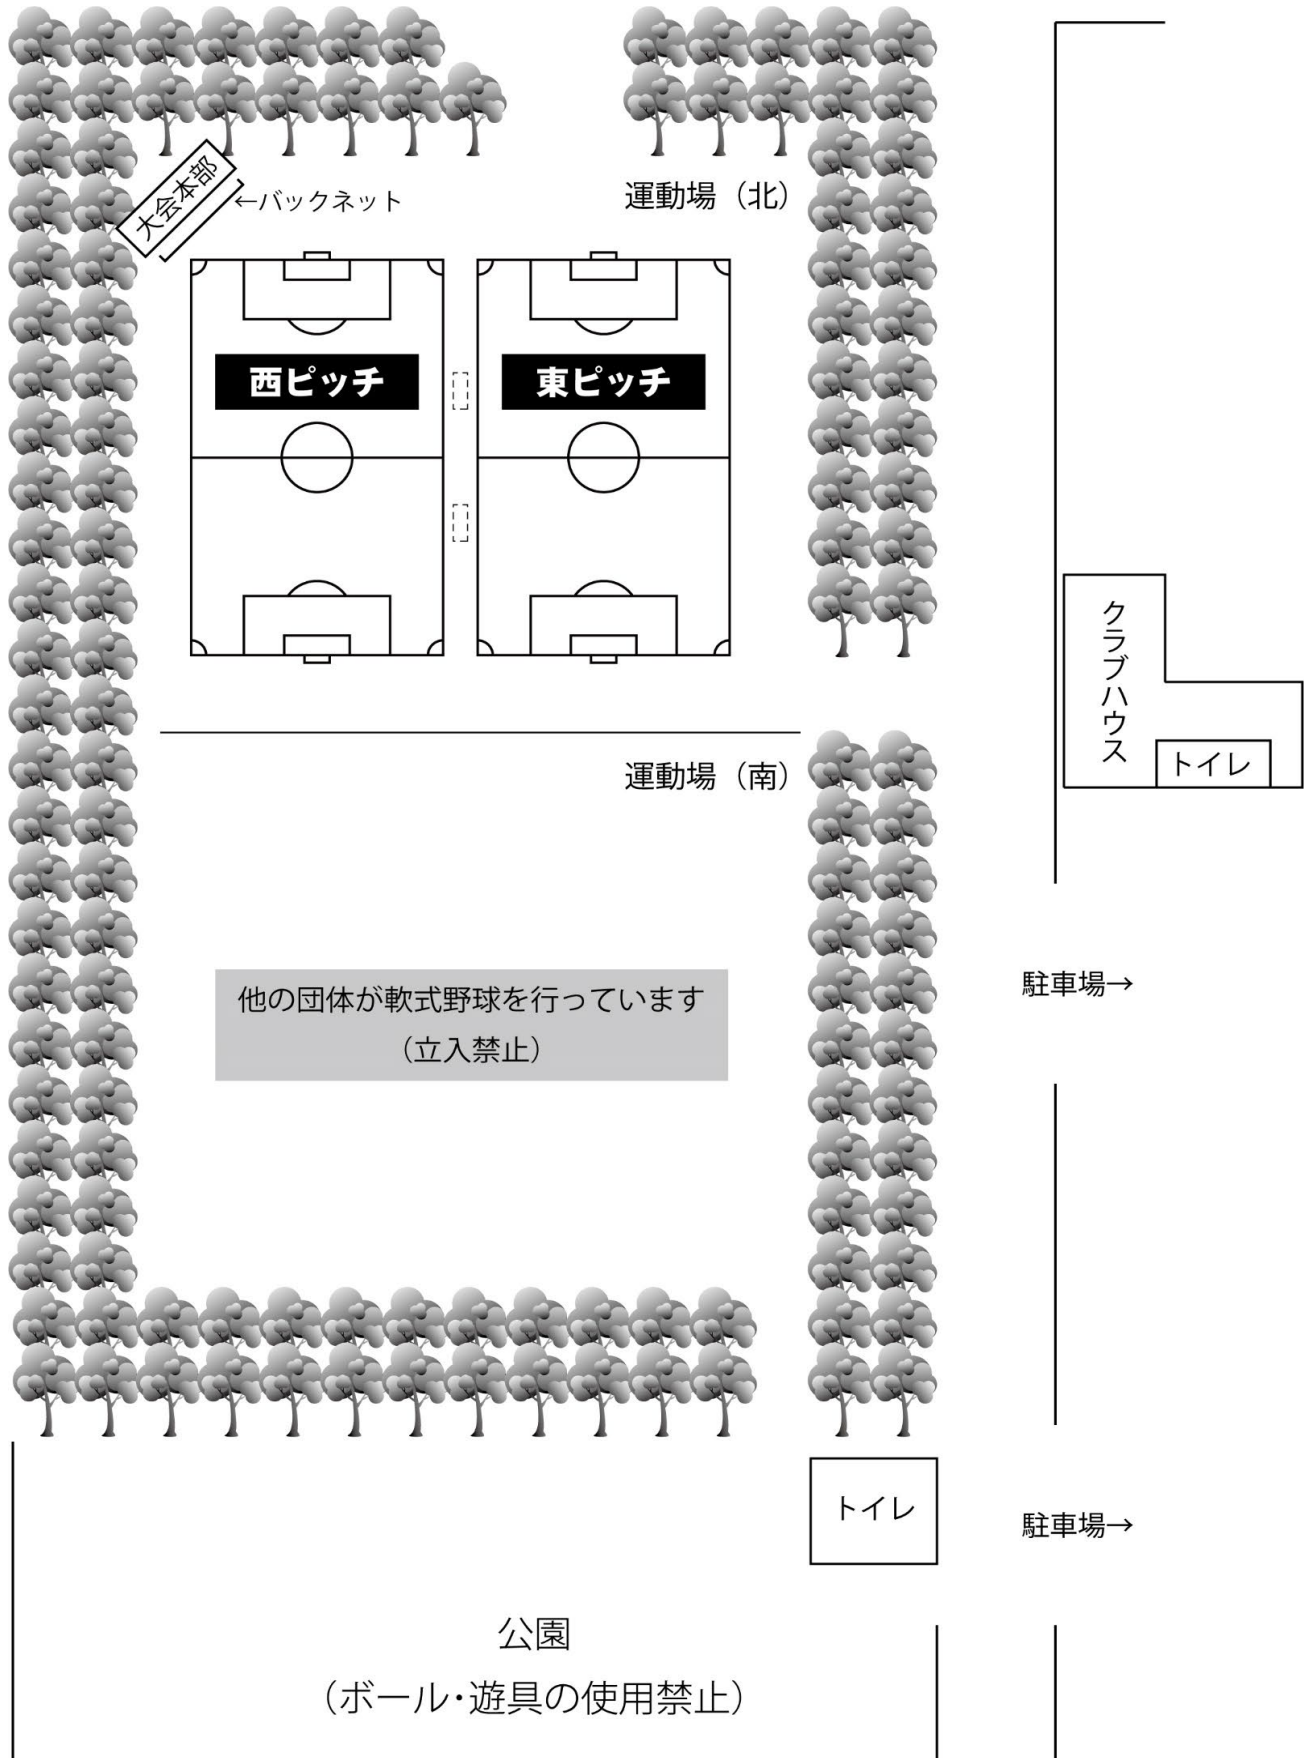 大会本部
←バックネット
運動場（北）
西ピッチ
東ピッチ
クラブハウス
トイレ
運動場（南）
他の団体が軟式野球を行っています
（立入禁止）
駐車場→
トイレ
駐車場→
公園
（ボール・遊具の使用禁止）